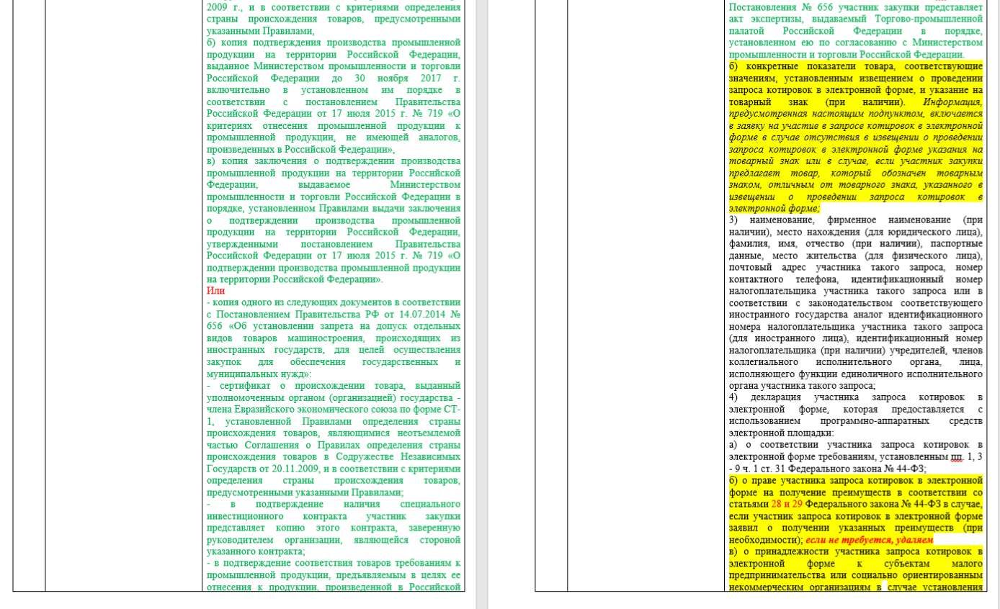 2009 г., и в соответствии с критериями определения
страны происхождения товаров, предусмотренными
указанными Правилами,
б) копия подтверждения производства промышленной
продукции на территории Российской Федерации,
выданное Министерством промышленности и торговли
Российской Федерации до 30 ноября 2017 г.
включительно в установленном им порядке в
соответствии с постановлением Правительства
Российской Федерации от 17 июля 2015 г. № 719 «О
критериях отнесения промышленной продукции к
промышленной продукции, не имеющей аналогов,
произведенных в Российской Федерации»,
в) копия заключения о подтверждении производства
промышленной продукции на территории Российской
Федерации, выдаваемое Министерством
промышленности и торговли Российской Федерации в
порядке, установленном Правилами выдачи заключения
о подтверждении производства промышленной
продукции на территории Российской Федерации,
утвержденными постановлением Правительства
Российской Федерации от 17 июля 2015 г. № 719 «О
подтверждении производства промышленной продукции
на территории Российской Федерации».
Или
- копия одного из следующих документов в соответствии
с Постановлением Правительства РФ от 14.07.2014 №
656 «Об установлении запрета на допуск отдельных
видов товаров машиностроения, происходящих из
иностранных государств, для целей осуществления
закупок для обеспечения государственных и
муниципальных нужд»:
- сертификат о происхождении товара, выданный
уполномоченным органом (организацией) государства -
члена Евразийского экономического союза по форме СТ-
1, установленной Правилами определения страны
происхождения товаров, являющимися неотъемлемой
частью Соглашения о Правилах определения страны
происхождения товаров в Содружестве Независимых
Государств от 20.11.2009, и в соответствии с критериями
определения страны происхождения товаров,
предусмотренными указанными Правилами;
- в подтверждение наличия специального
инвестиционного контракта участник закупки
представляет копию этого контракта, заверенную
руководителем организации, являющейся стороной
указанного контракта;
- в подтверждение соответствия товаров требованиям к
промышленной продукции, предъявляемым в целях ее
отнесения к продукции, произведенной в Российской
Постановления № 656 участник закупки представляет
акт экспертизы, выдаваемый Торгово-промышленной
палатой Российской Федерации в порядке,
установленном ею по согласованию с Министерством
промышленности и торговли Российской Федерации.
б) конкретные показатели товара, соответствующие
значениям, установленным извещением о проведении
запроса котировок в электронной форме, и указание на
товарный знак (при наличии). Информация,
предусмотренная настоящим подпунктом, включается
в заявку на участие в запросе котировок в электронной
форме в случае отсутствия в извещении о проведении
запроса котировок в электронной форме указания на
товарный знак или в случае, если участник закупки
предлагает товар, который обозначен товарным
знаком, отличным от товарного знака, указанного в
извещении о проведении запроса котировок в
электронной форме;
3) наименование, фирменное наименование (при
наличии), место нахождения (для юридического лица),
фамилия, имя, отчество (при наличии), паспортные
данные, место жительства (для физического лица),
почтовый адрес участника такого запроса, номер
контактного телефона, идентификационный номер
налогоплательщика участника такого запроса или в
соответствии с законодательством соответствующего
иностранного государства аналог идентификационного
номера налогоплательщика участника такого запроса
(для иностранного лица), идентификационный номер
налогоплательщика (при наличии) учредителей, членов
коллегиального исполнительного органа, лица,
исполняющего функции единоличного исполнительного
органа участника такого запроса;
4) декларация участника запроса котировок в
электронной форме, которая предоставляется с
использованием программно-аппаратных средств
электронной площадки:
а) о соответствии участника запроса котировок в
электронной форме требованиям, установленным пп. 1, 3
- 9 ч. 1 ст. 31 Федерального закона № 44-ФЗ;
б) о праве участника запроса котировок в электронной
форме на получение преимуществ в соответствии со
статьями 28 и 29 Федерального закона № 44-ФЗ в случае,
если участник запроса котировок в электронной форме
заявил о получении указанных преимуществ (при
необходимости); если не требуется, удаляем
в) о принадлежности участника запроса котировок в
электронной форме к субъектам малого
предпринимательства или социально ориентированным
некоммерческим организациям в случае установления